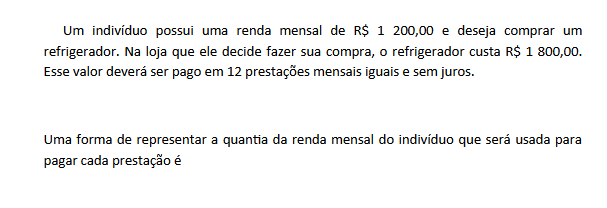 Um indivíduo possui uma renda mensal de R$ 1 200,00 e deseja comprar um
refrigerador. Na loja que ele decide fazer sua compra, o refrigerador custa R$ 1 800,00.
Esse valor deverá ser pago em 12 prestações mensais iguais e sem juros.
Uma forma de representar a quantia da renda mensal do indivíduo que será usada para
pagar cada prestação é